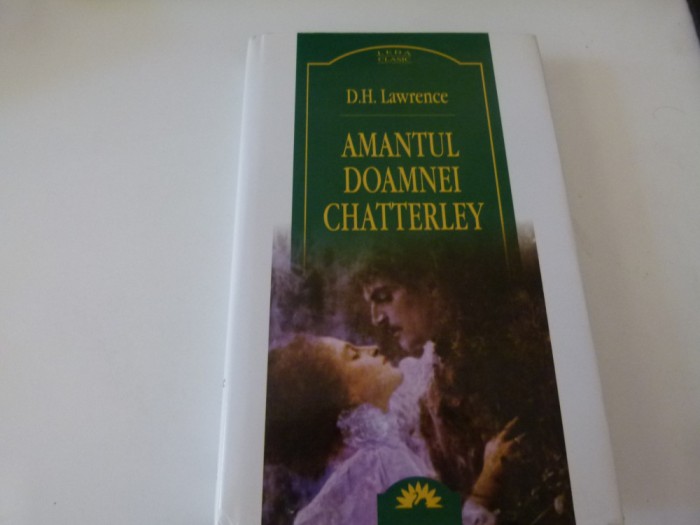 LEDA
CLASIC
D.H. Lawrence
AMANTUL
DOAMNEI
CHATTERLEY